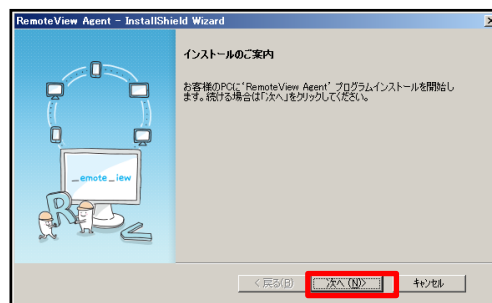 RemoteView Agent - InstallShield Wizard
インストールのご案内
お客様のPCに'RemoteView Agent' プログラムインストールを開始し
ます。続ける場合は「次へ」をクリックしてください。
_emote _iew
R
V
< 戻る(B)
次へ(N)>
キャンセル